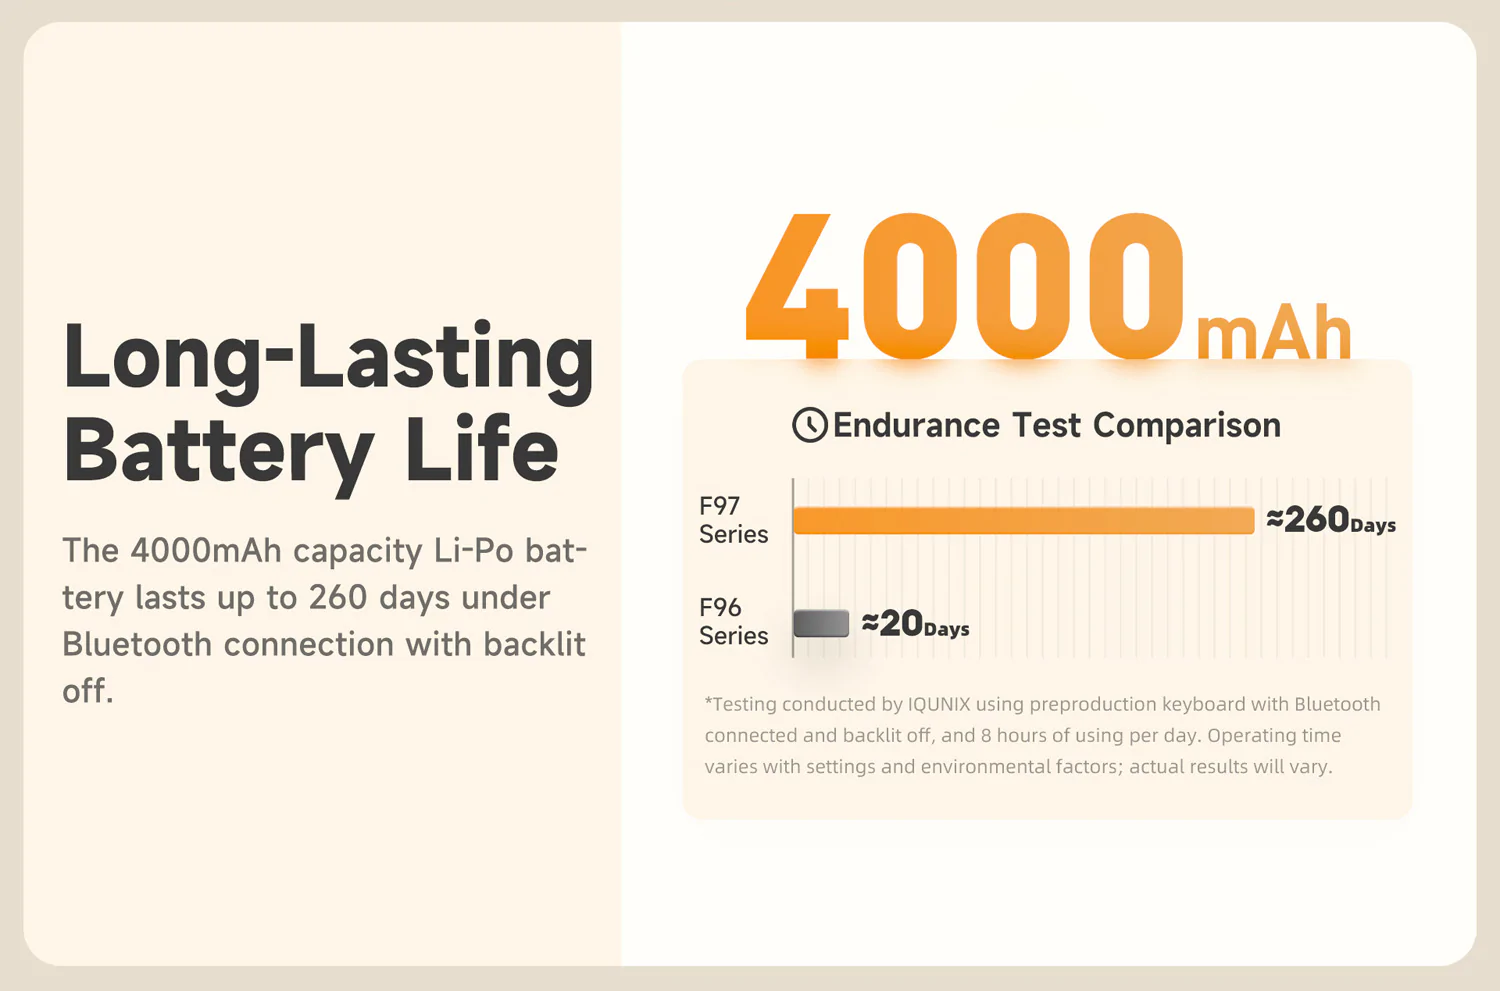 Long-Lasting
Battery Life
The 4000mAh capacity Li-Po bat-
tery lasts up to 260 days under
Bluetooth connection with backlit
off.
4000mAh
Endurance Test Comparison
F97
Series
≈260Days
F96
Series
≈20Days
*Testing conducted by IQUNIX using preproduction keyboard with Bluetooth
connected and backlit off, and 8 hours of using per day. Operating time
varies with settings and environmental factors; actual results will vary.